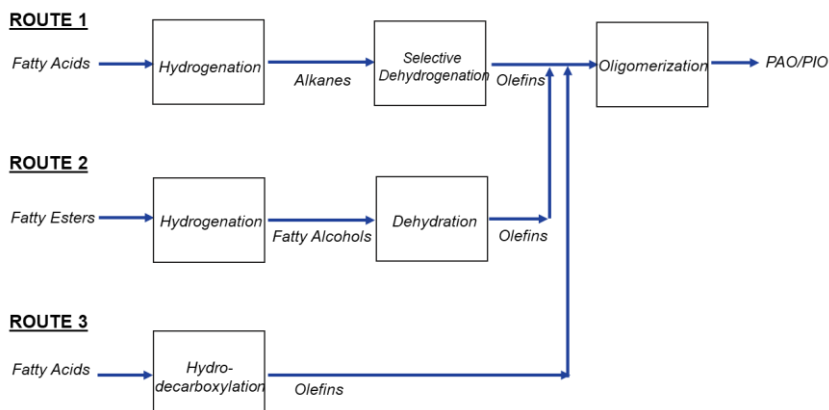 ROUTE 1
Fatty Acids
Hydrogenation
Alkanes
Selective
Dehydrogenation
Olefins
Oligomerization
PAO/PIO
ROUTE 2
Fatty Esters
Hydrogenation
Fatty Alcohols
Dehydration
Olefins
ROUTE 3
Fatty Acids
Hydro-
decarboxylation
Olefins